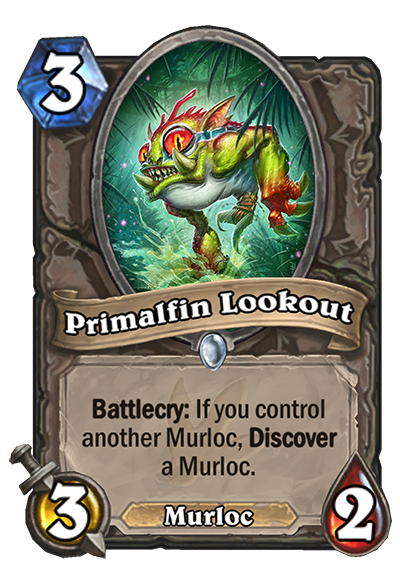 3
Primalfin Lookout
Battlecry: If you control
another Murloc, Discover
a Murloc.
3
Murloc
2